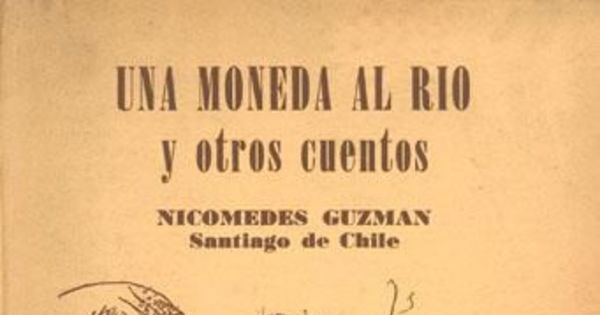 UNA MONEDA AL RIO
y otros cuentos
NICOMEDES GUZMAN
Santiago de Chile